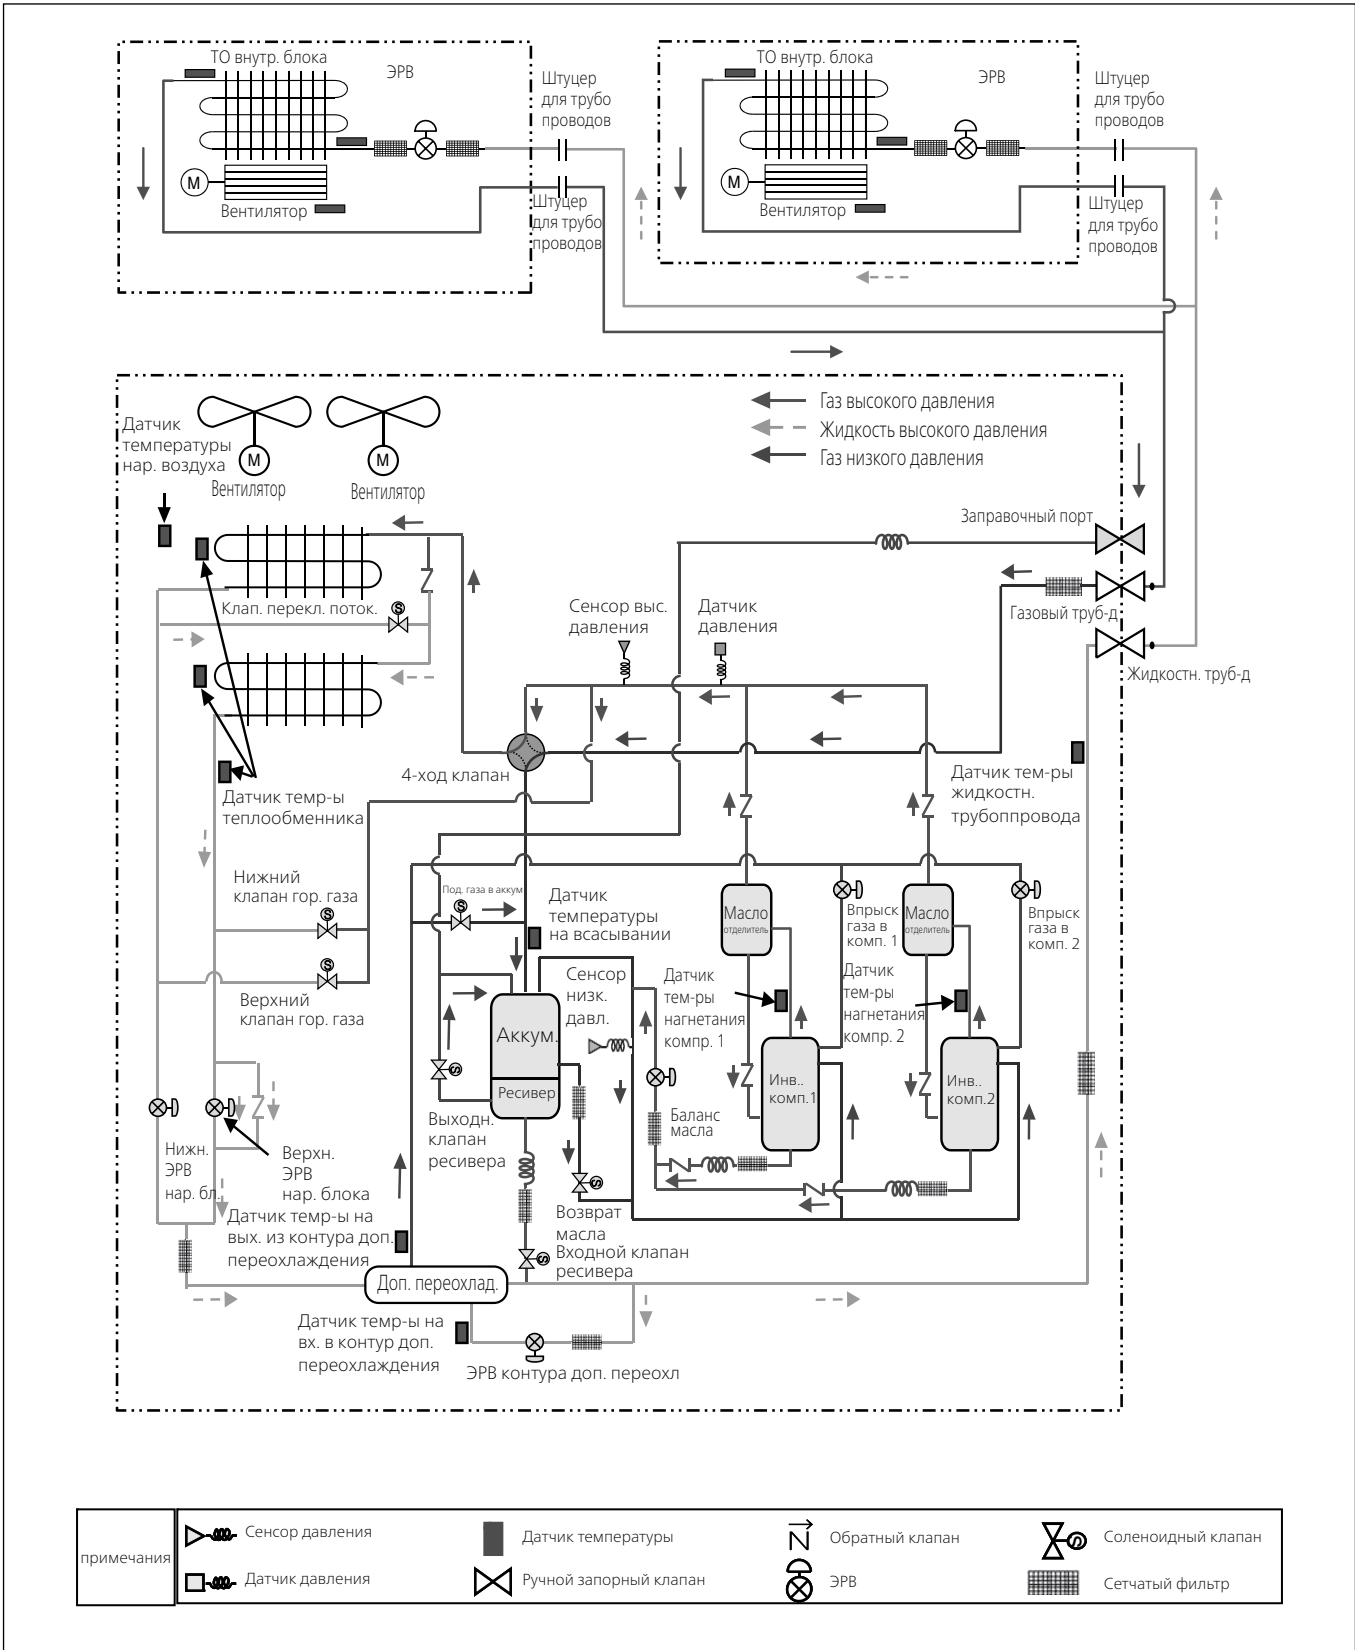 ТО внутр. блока
ЭРВ
Штуцер
для трубо
проводов
M
Вентилятор
Штуцер
для трубо
проводов
ТО внутр. блока
ЭРВ
Штуцер
для трубо
проводов
M
Вентилятор
Штуцер
для трубо
проводов
Датчик
температуры
нар. воздуха
M
Вентилятор
M
Вентилятор
Газ высокого давления
Жидкость высокого давления
Газ низкого давления
Заправочный порт
Газовый труб-д
Жидкостн. труб-д
Клап. перекл. поток.
S
Сенсор выс.
давления
Датчик
давления
4-ход клапан
Датчик темр-ы
теплообменника
Датчик тем-ры
жидкостн.
трубоппровода
Нижний
клапан гор. газа
S
Под. газа в аккум
S
Датчик
температуры
на всасывании
Масло
отделитель
Впрыск
газа в
комп. 1
Масло
отделитель
Впрыск
газа в
комп. 2
S
Верхний
клапан гор. газа
Сенсор
низк.
давл.
Датчик
тем-ры
нагнетания
компр. 1
Датчик
тем-ры
нагнетания
компр. 2
Аккум.
Ресивер
S
Инв..
комп.1
Инв..
комп.2
Выходн.
клапан
ресивера
Баланс
масла
Нижн.
ЭРВ
нар. бл.
Верхн.
ЭРВ
нар. блока
S
Возврат
масла
Датчик темр-ы на
вых. из контура доп.
переохлаждения
S
Входной клапан
ресивера
Доп. переохлад.
Датчик темр-ы на
вх. в контур доп.
переохлаждения
ЭРВ контура доп. переохл
примечания
Сенсор давления
Датчик температуры
Обратный клапан
S
Соленоидный клапан
Датчик давления
Ручной запорный клапан
ЭРВ
Сетчатый фильтр